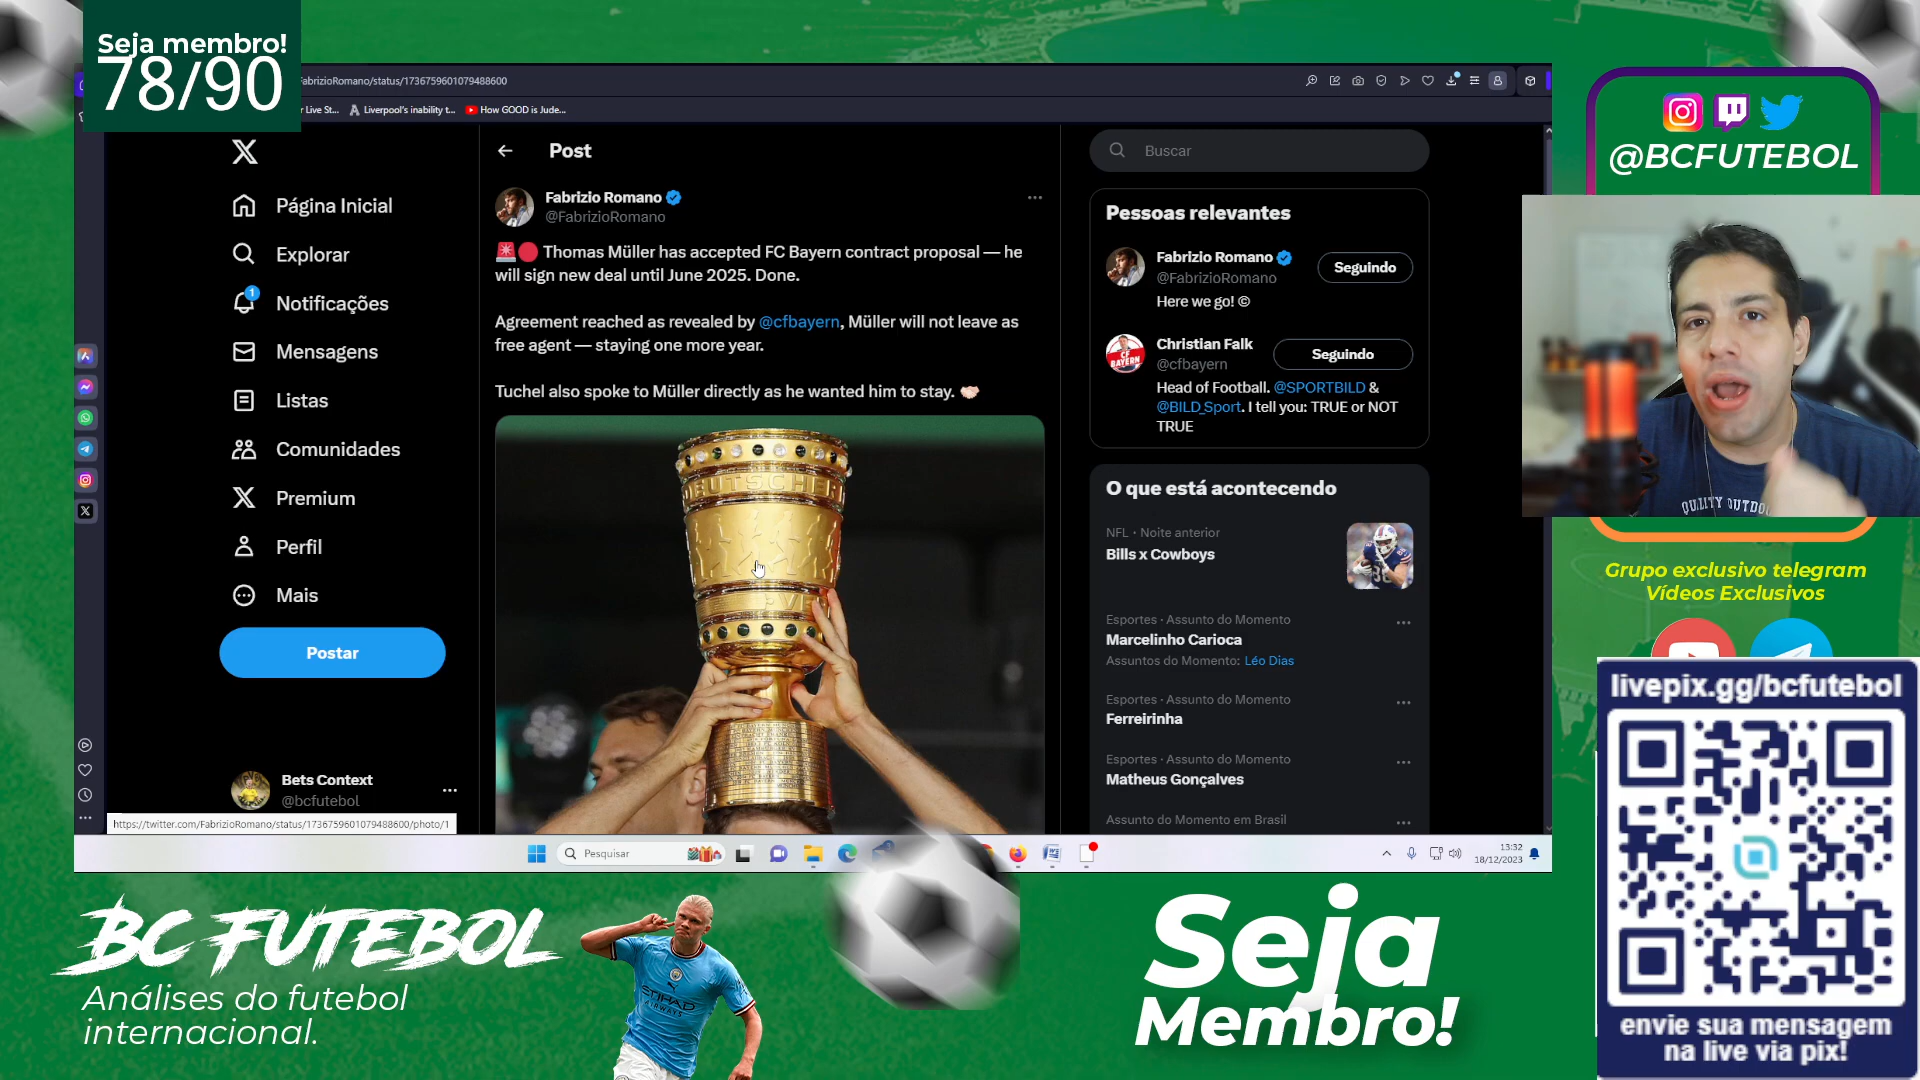 Seja membro!
78/90
FabrizioRomano/status/1736759601079488600
r Live St...
Liverpool's inability t...
How GOOD is Jude...
Página Inicial
Explorar
1
Notificações
Mensagens
Listas
Comunidades
Premium
Perfil
Mais
Postar
Bets Context
@bcfutebol
https://twitter.com/FabrizioRomano/status/1736759601079488600/photo/1
Post
Fabrizio Romano
@FabrizioRomano
🚨🔴 Thomas Müller has accepted FC Bayern contract proposal — he
will sign new deal until June 2025. Done.
Agreement reached as revealed by @cfbayern, Müller will not leave as
free agent — staying one more year.
Tuchel also spoke to Müller directly as he wanted him to stay. 🤝🏻
DEUTSCHER
Buscar
Pessoas relevantes
Fabrizio Romano
@FabrizioRomano
Seguindo
Here we go! ©
Christian Falk
@cfbayern
Seguindo
Head of Football. @SPORTBILD &
@BILD_Sport. I tell you: TRUE or NOT
TRUE
O que está acontecendo
NFL · Noite anterior
Bills x Cowboys
Esportes · Assunto do Momento
Marcelinho Carioca
Assuntos do Momento: Léo Dias
Esportes · Assunto do Momento
Ferreirinha
Esportes · Assunto do Momento
Matheus Gonçalves
Assunto do Momento em Brasil
Pesquisar
13:32
18/12/2023
@BCFUTEBOL
QUALITY OUTDO
Grupo exclusivo telegram
Vídeos Exclusivos
livepix.gg/bcfutebol
envie sua mensagem
na live via pix!
BC FUTEBOL
Análises do futebol
internacional.
ETIHAD
AIRWAYS
Seja
Membro!